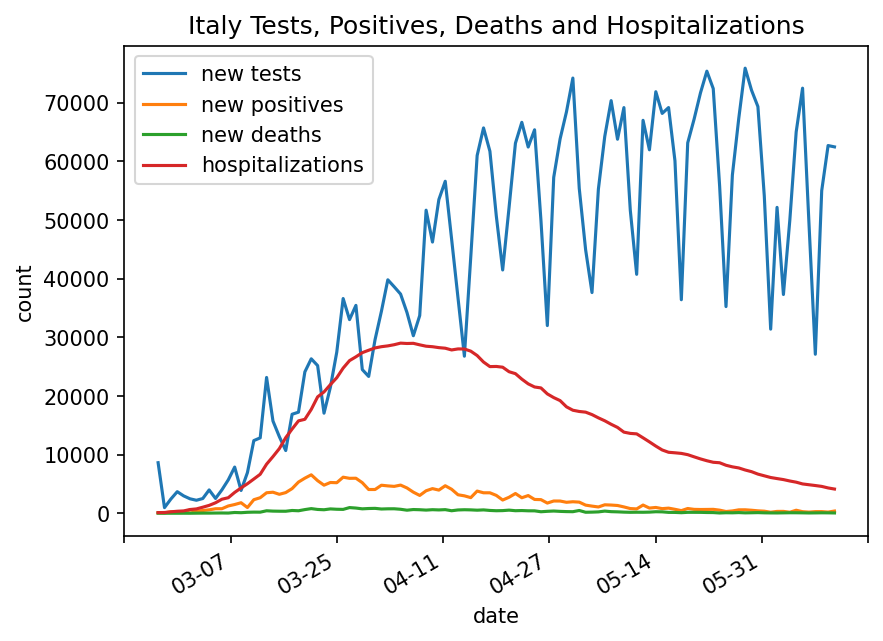 Italy Tests, Positives, Deaths and Hospitalizations
new tests
new positives
new deaths
hospitalizations
70000
60000
50000
40000
30000
20000
10000
0
count
03-07
03-25
04-11
04-27
05-14
05-31
date